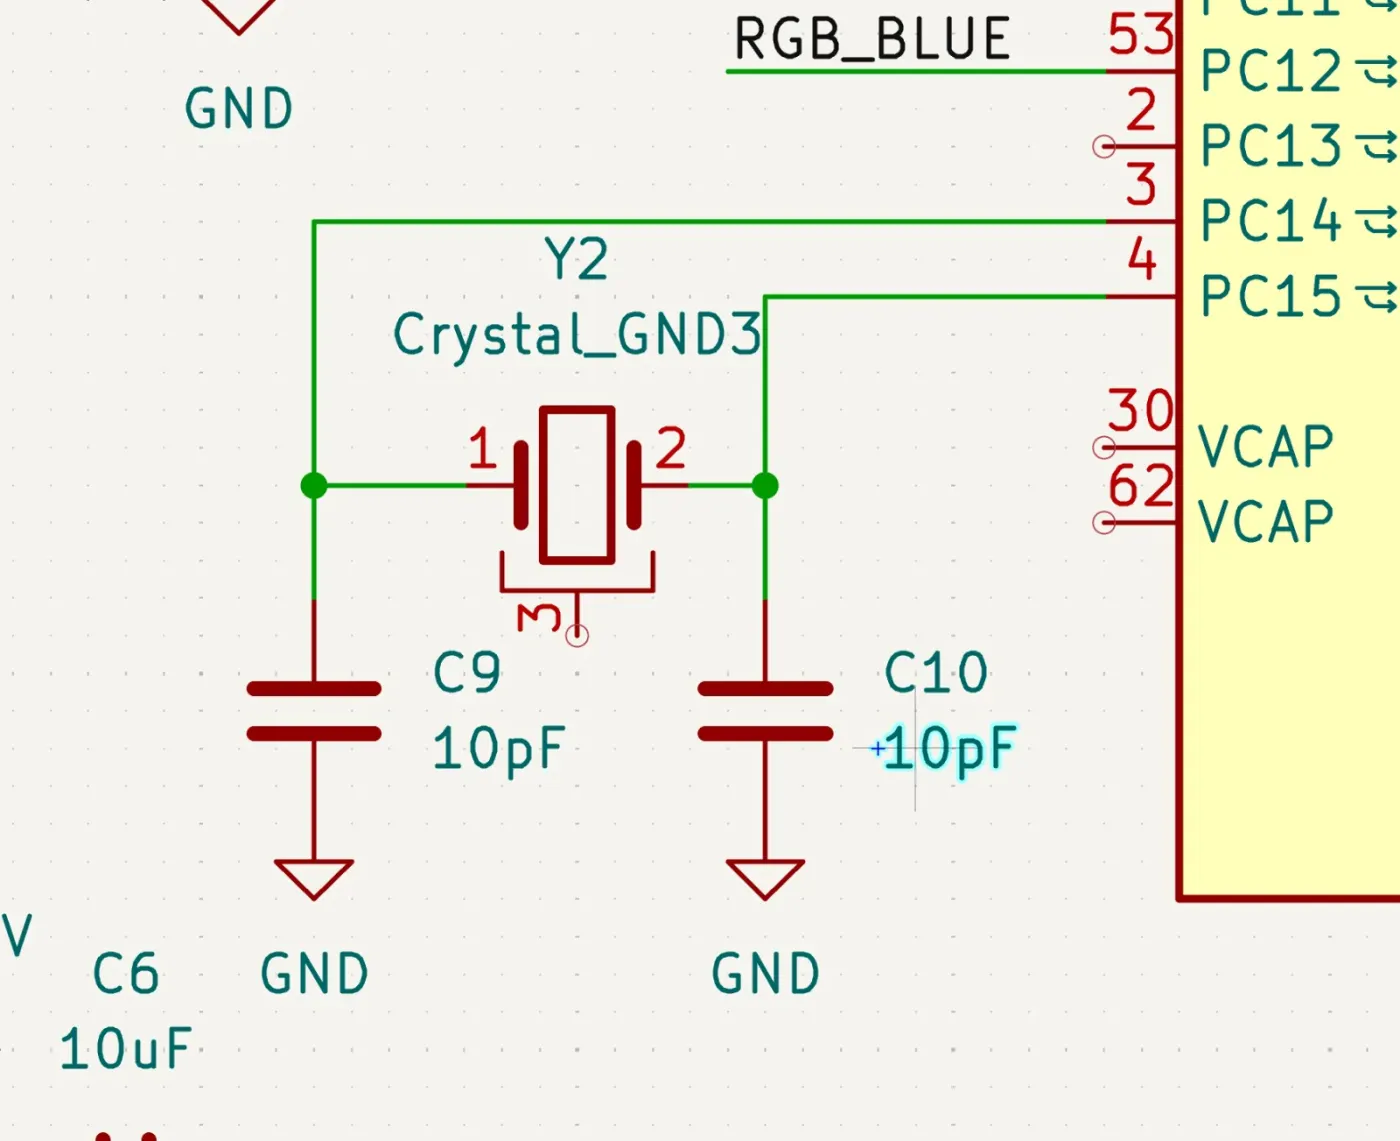 GND
RGB_BLUE
53
PC12
2
PC13
3
PC14
4
PC15
Y2
Crystal_GND3
1
2
3
30
VCAP
62
VCAP
C9
10pF
C10
10pF
V
C6
10uF
GND
GND